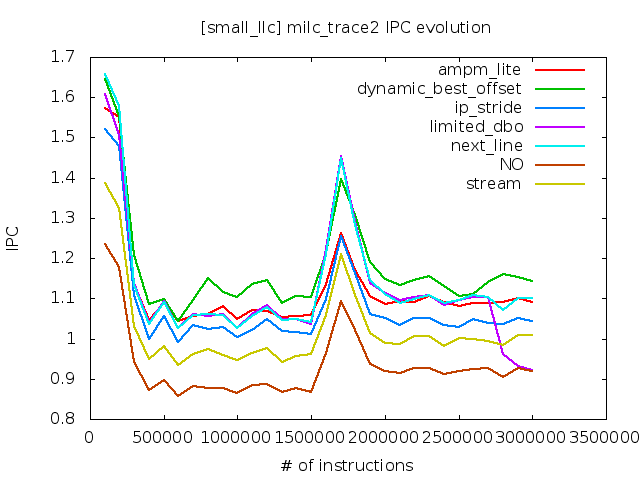 [small_llc] milc_trace2 IPC evolution
1.7
1.6
1.5
1.4
1.3
1.2
1.1
1
0.9
0.8
IPC
ampm_lite
dynamic_best_offset
ip_stride
limited_dbo
next_line
NO
stream
0 500000 1000000 1500000 2000000 2500000 3000000 3500000
# of instructions